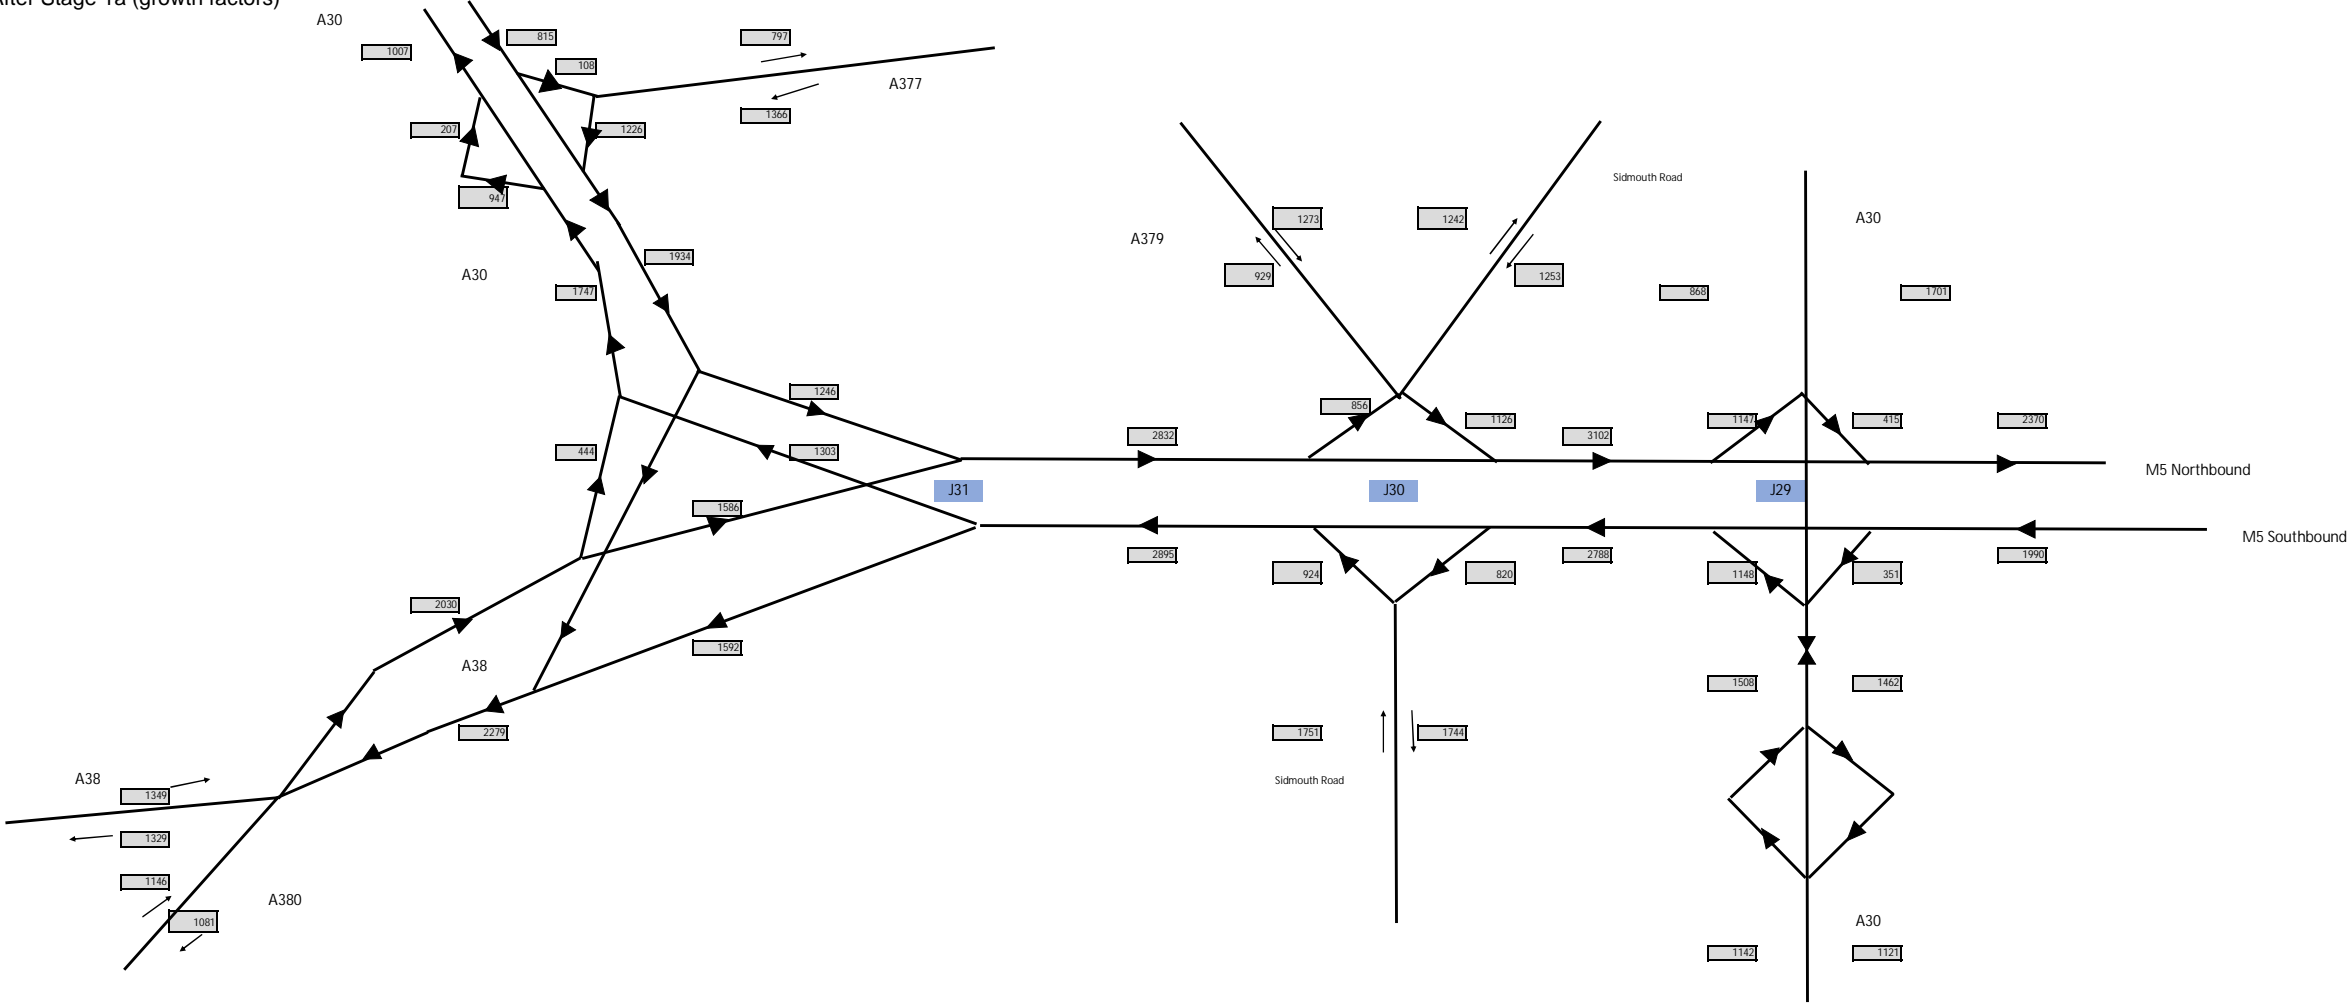 After Stage 1a (growth factors)
A30
815
797
1007
108
A377
1366
207
1226
947
Sidmouth Road
1273
1242
A30
A379
1934
929
1253
A30
1747
868
1701
1246
856
1126
1147
415
2370
2832
3102
444
1303
M5 Northbound
J31
J30
J29
1586
M5 Southbound
2895
2788
1990
924
820
1148
351
2030
1592
A38
1508
1462
2279
1751
1744
A38
Sidmouth Road
1349
1329
1146
A380
1081
A30
1142
1121